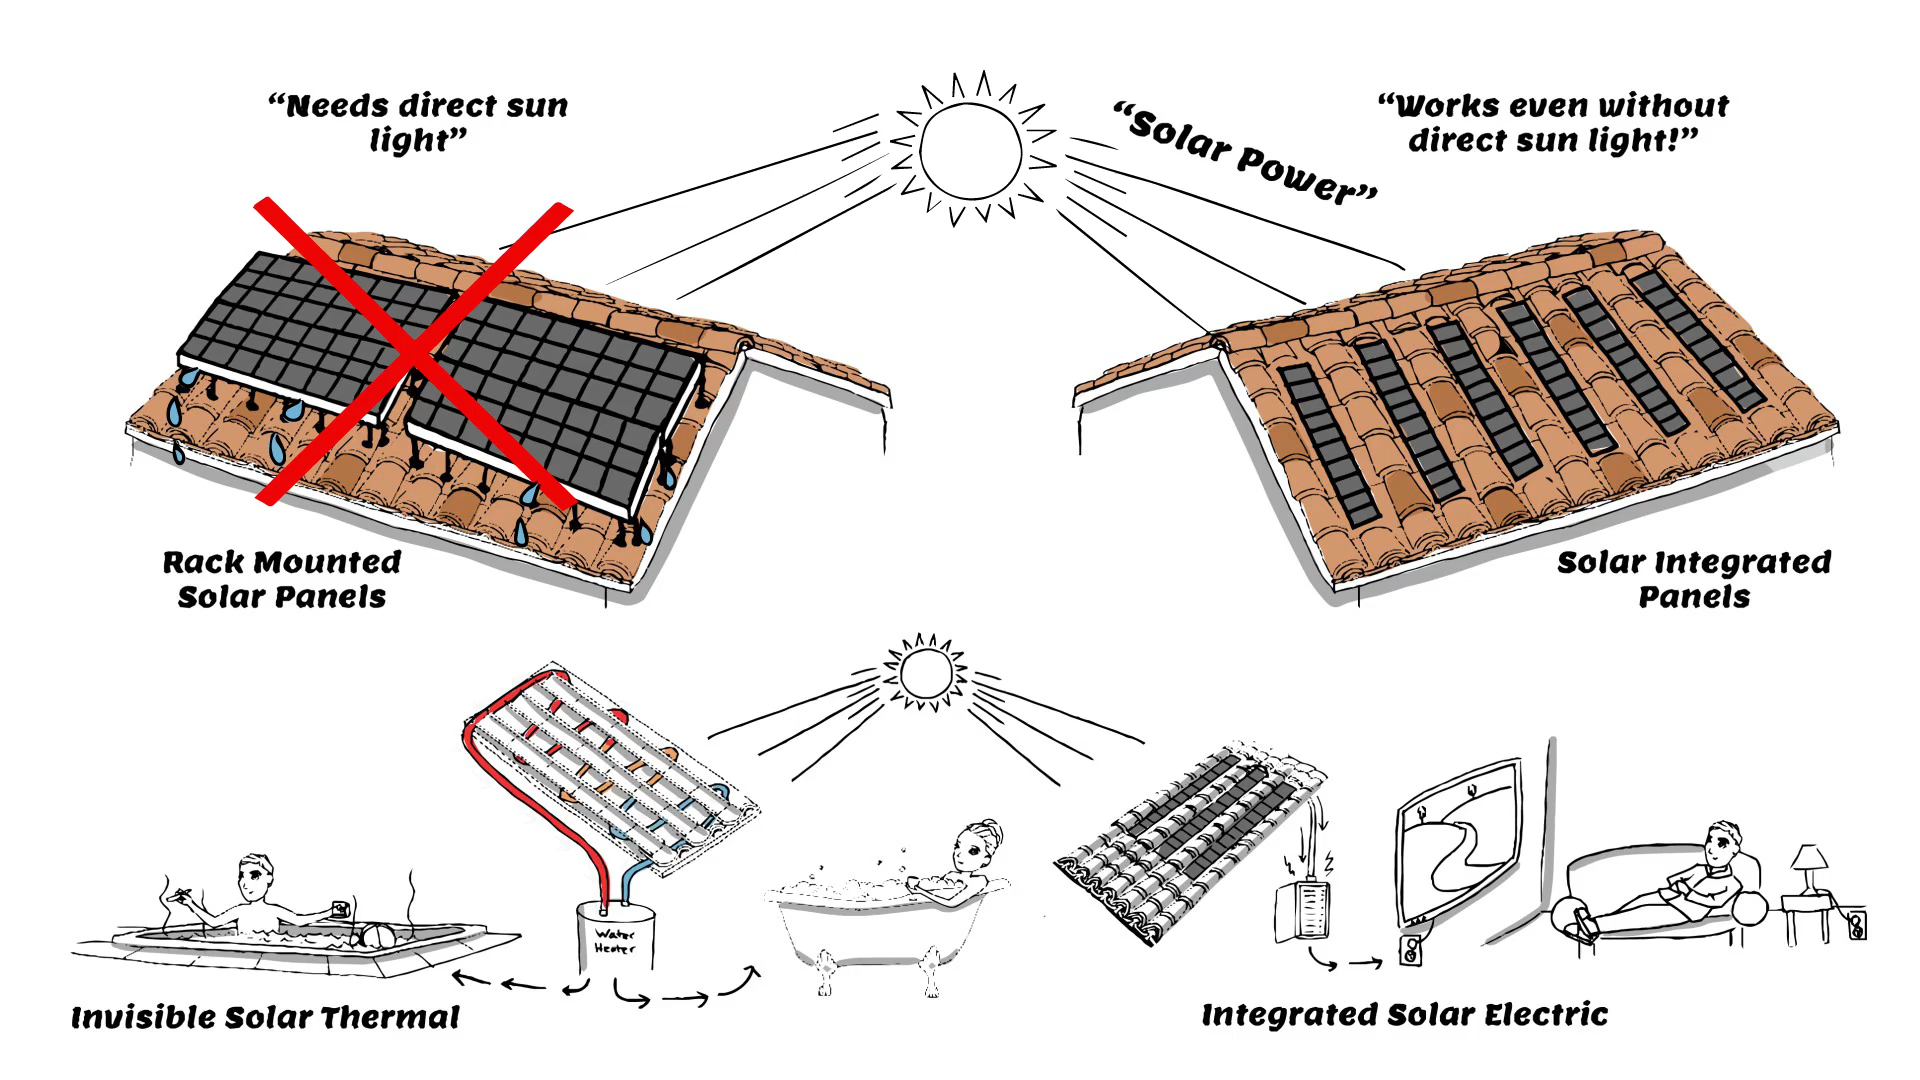 “Needs direct sun
light”
“Solar Power”
“Works even without
direct sun light!”
Rack Mounted
Solar Panels
Solar Integrated
Panels
Water
Heater
Invisible Solar Thermal
Integrated Solar Electric